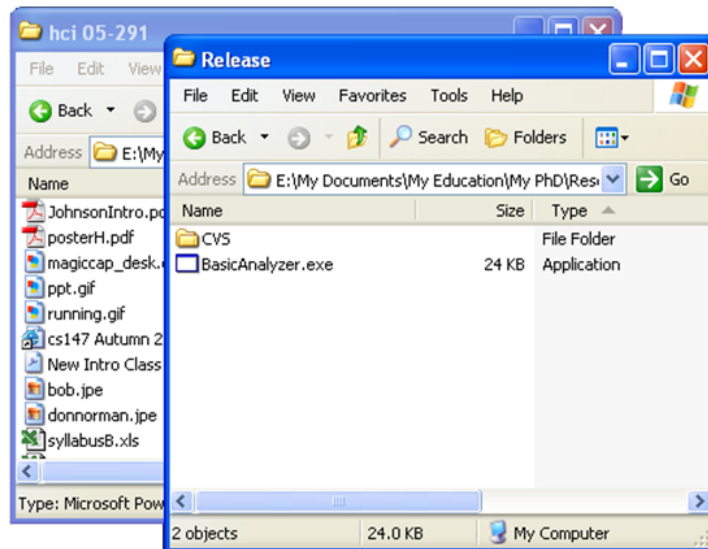 hci 05-291
File Edit View
Back
Address E:\My
Name
JohnsonIntro.pd
posterH.pdf
magiccap_desk.
ppt.gif
running.gif
cs147 Autumn 2
New Intro Class
bob.jpe
donnorman.jpe
syllabusB.xls
Type: Microsoft Pow
Release
File Edit View Favorites Tools Help
Back Search Folders
Address E:\My Documents\My Education\My PhD\Res Go
Name Size Type
CVS File Folder
BasicAnalyzer.exe 24 KB Application
2 objects 24.0 KB My Computer